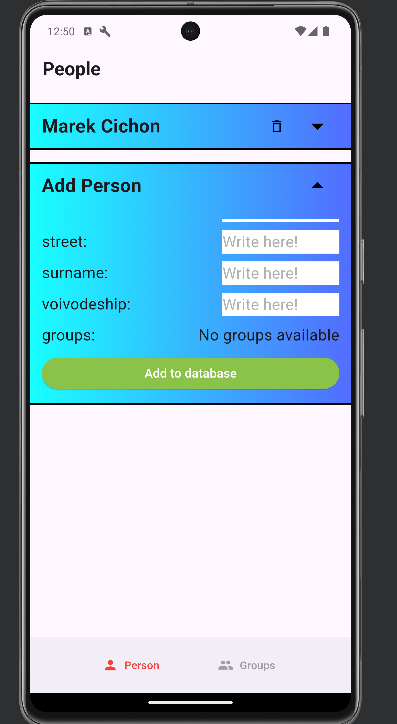 12:50
People
Marek Cichon
Add Person
street: Write here!
surname: Write here!
voivodeship: Write here!
groups: No groups available
Add to database
Person Groups